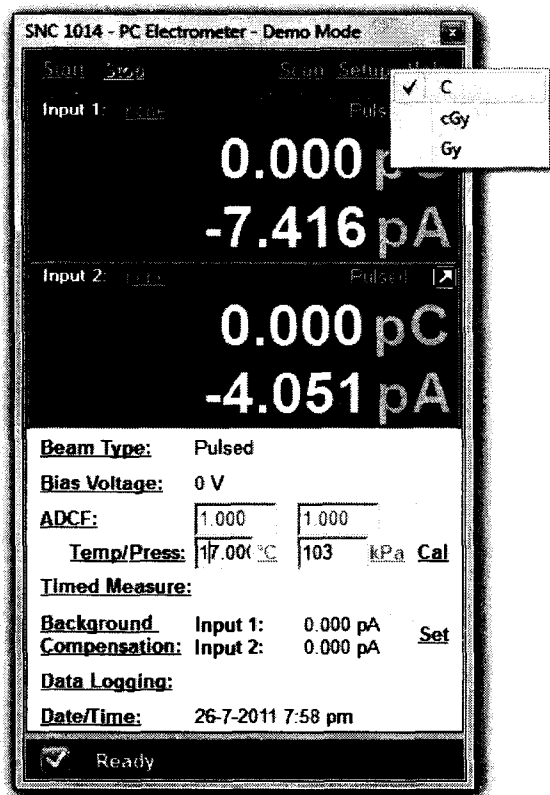 SNC 1014 - PC Electrometer - Demo Mode
Start Stop Scan Setup
C
cGy
Gy
Input 1:
0.000 pC
-7.416 pA
Input 2: Pulsed
0.000 pC
-4.051 pA
Beam Type: Pulsed
Bias Voltage: 0 V
ADCF: 1.000 1.000
Temp/Press: 17.00 °C 103 kPa Cal
Timed Measure:
Background Input 1: 0.000 pA
Compensation: Input 2: 0.000 pA Set
Data Logging:
Date/Time: 26-7-2011 7:58 pm
Ready